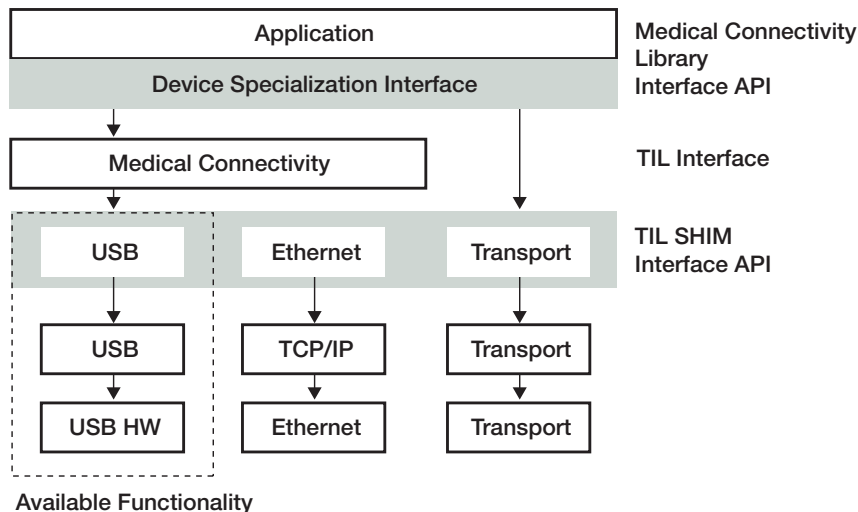 Application
Medical Connectivity
Library
Interface API
Device Specialization Interface
Medical Connectivity
TIL Interface
USB
Ethernet
Transport
TIL SHIM
Interface API
USB
TCP/IP
Transport
USB HW
Ethernet
Transport
Available Functionality